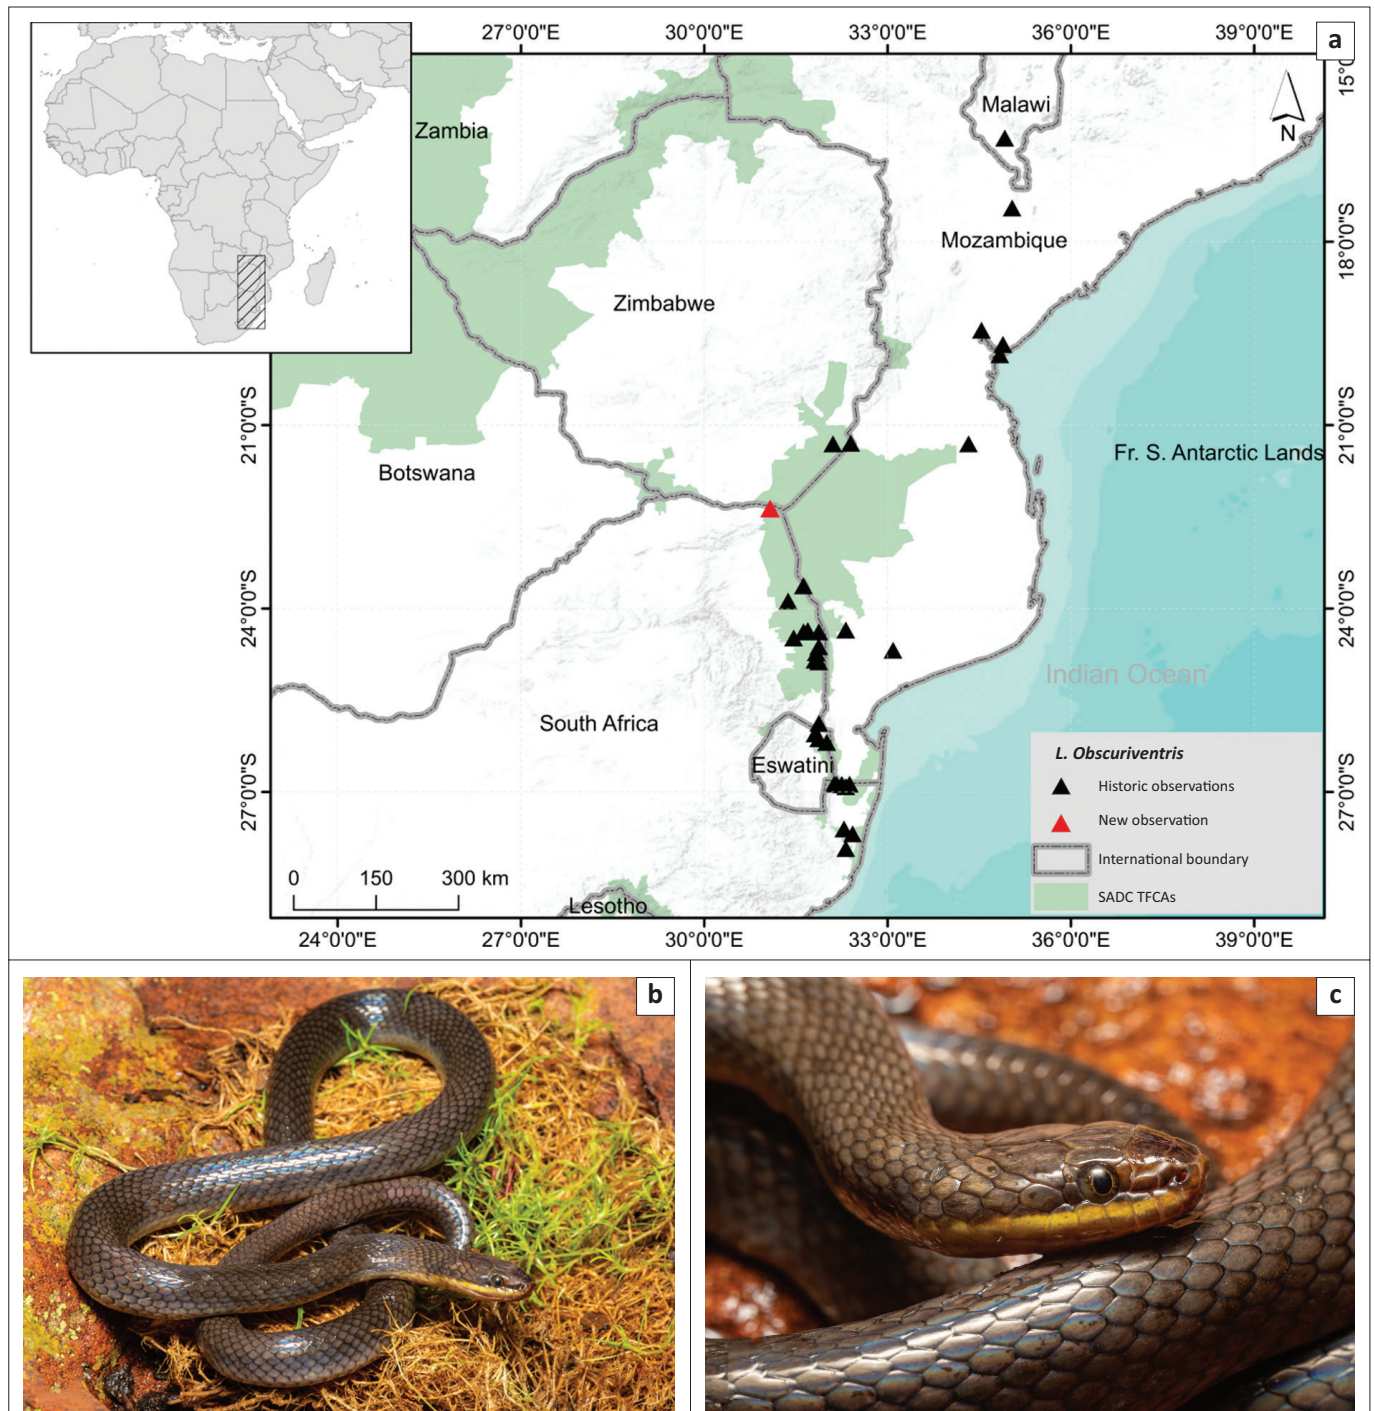 27°0'0"E 30°0'0"E 33°0'0"E 36°0'0"E 39°0'0"E
a
15°0
Malawi
Zambia
N
Mozambique
18°0'0"S
Zimbabwe
21°0'0"S
21°0'0"S
Fr. S. Antarctic Lands
Botswana
24°0'0"S
24°0'0"S
Indian Ocean
South Africa
Eswatini
27°0'0"S
27°0'0"S
L. Obscuriventris
Historic observations
New observation
International boundary
SADC TFCAs
0 150 300 km
Lesotho
24°0'0"E 27°0'0"E 30°0'0"E 33°0'0"E 36°0'0"E 39°0'0"E
b
c